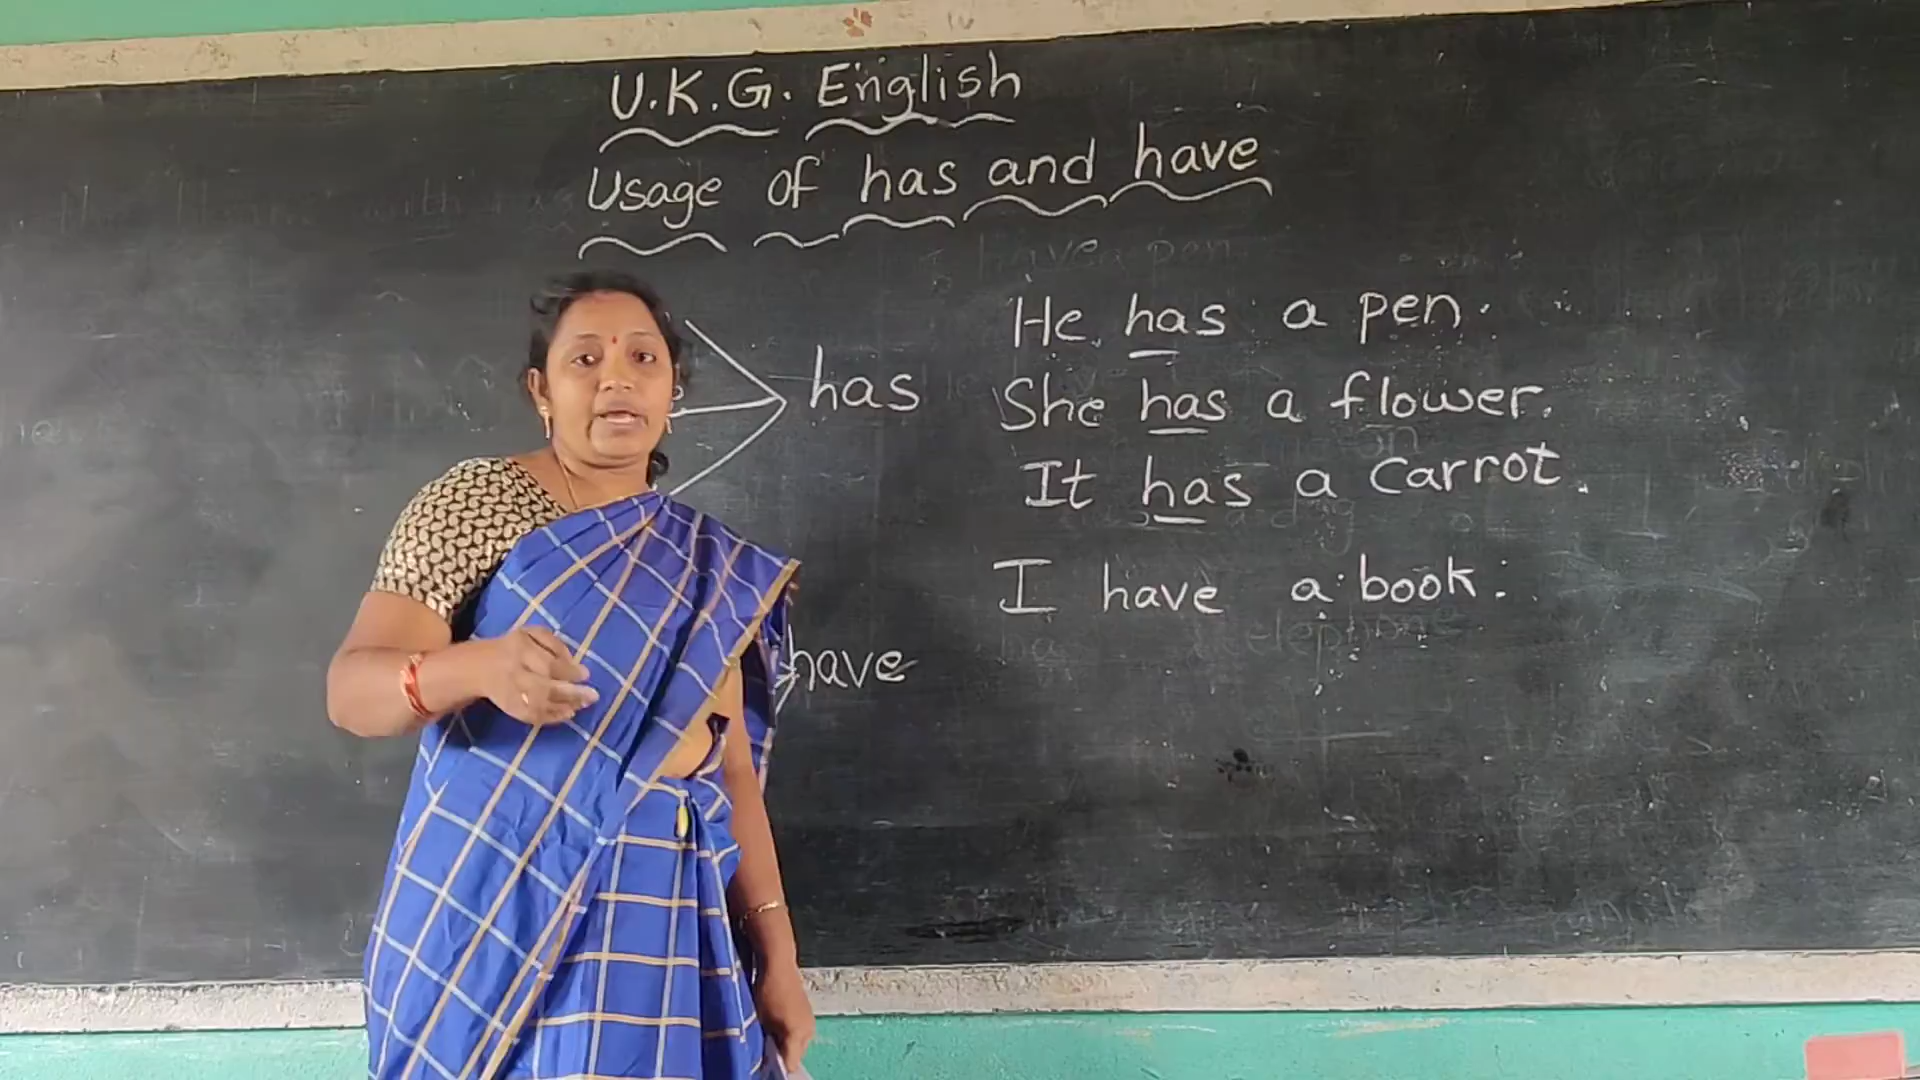 U.K.G. English
Usage of has and have
has
He has a pen.
She has a flower.
It has a carrot.
I have a book.
have